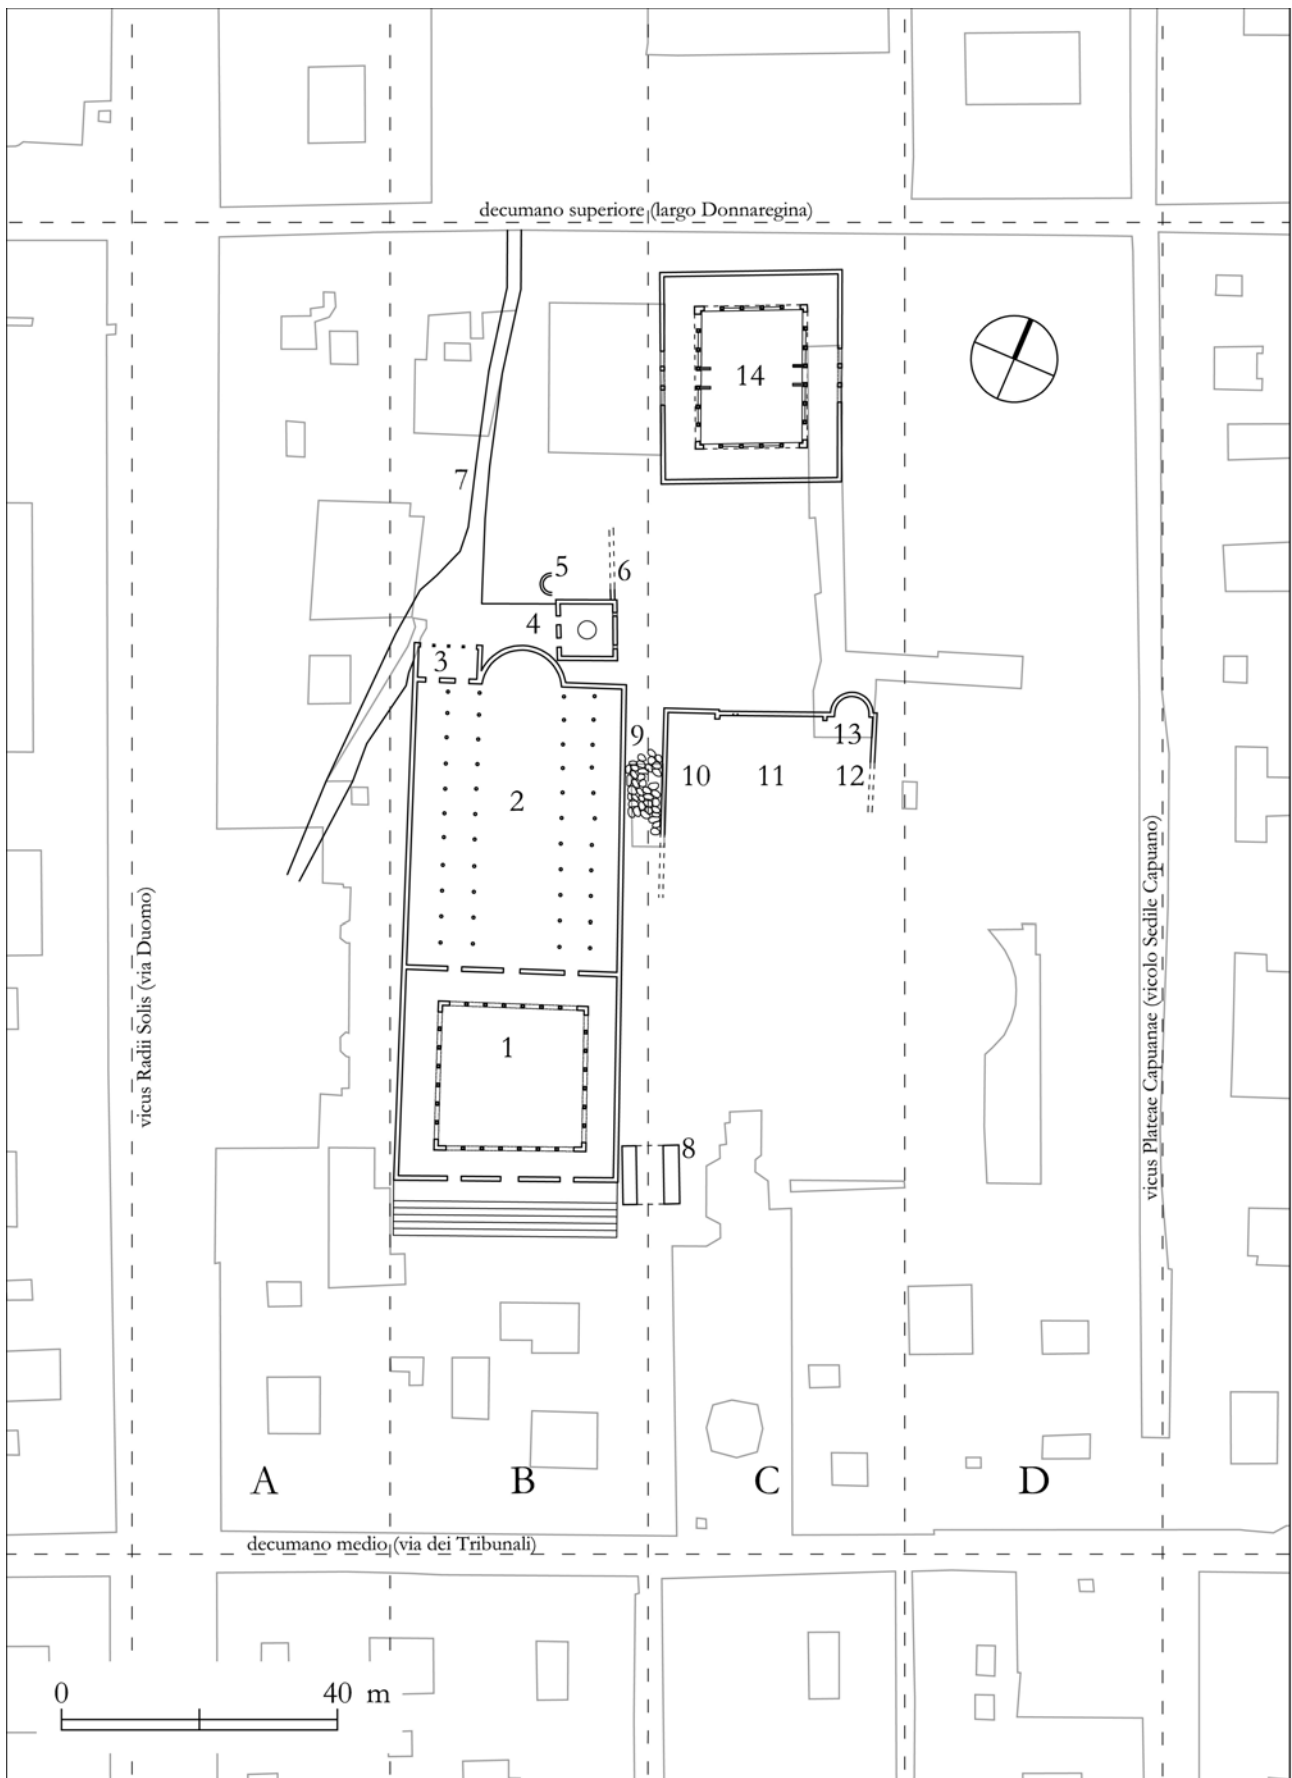 decumano superiore (largo Donnaregina)
14
7
5
6
4
3
9
13
10
11
12
2
vicus Radii Solis (via Duomo)
vicus Plateae Capuanae (vicolo Sedile Capuano)
1
8
A
B
C
D
decumano medio (via dei Tribunali)
0
40 m